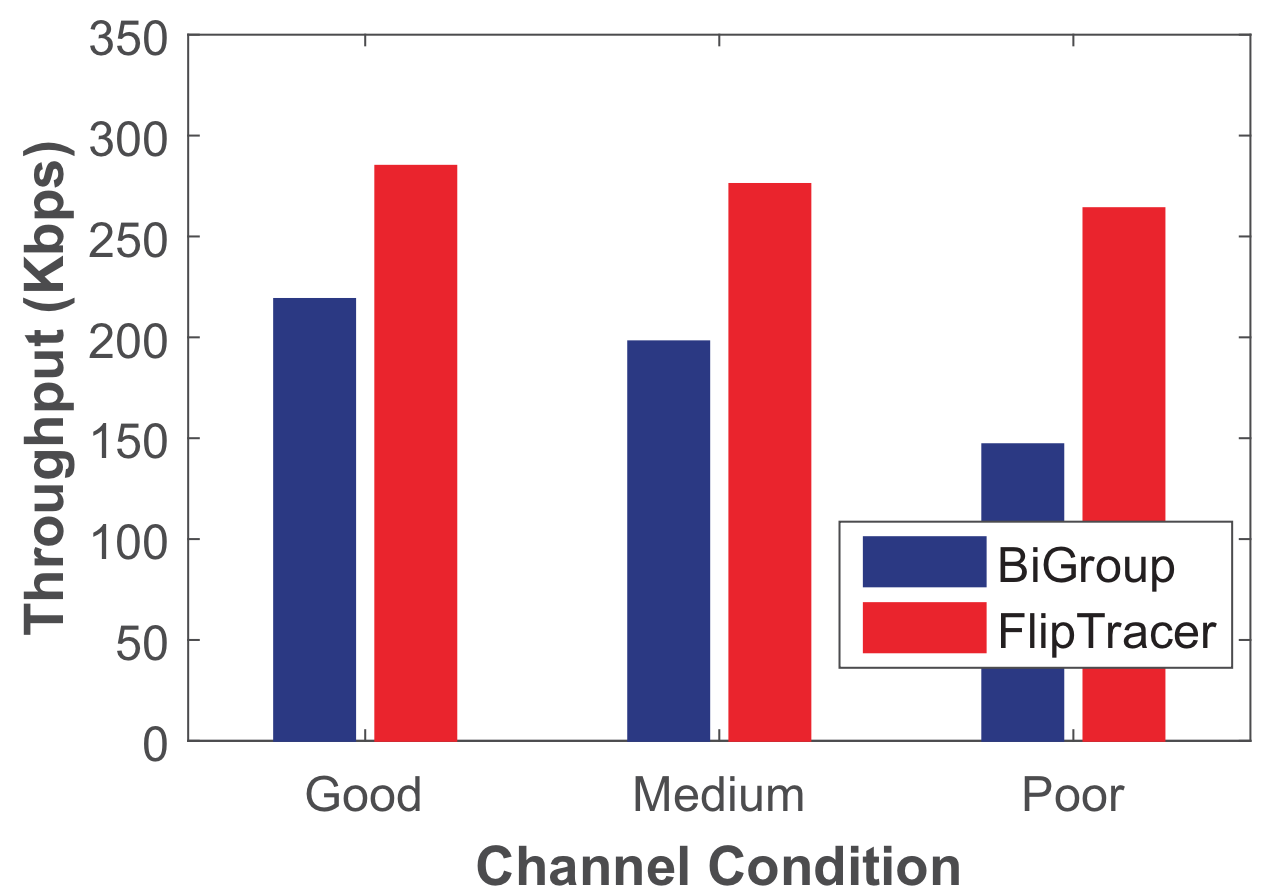 350
300
250
200
150
100
50
0
Throughput (Kbps)
BiGroup
FlipTracer
Good Medium Poor
Channel Condition